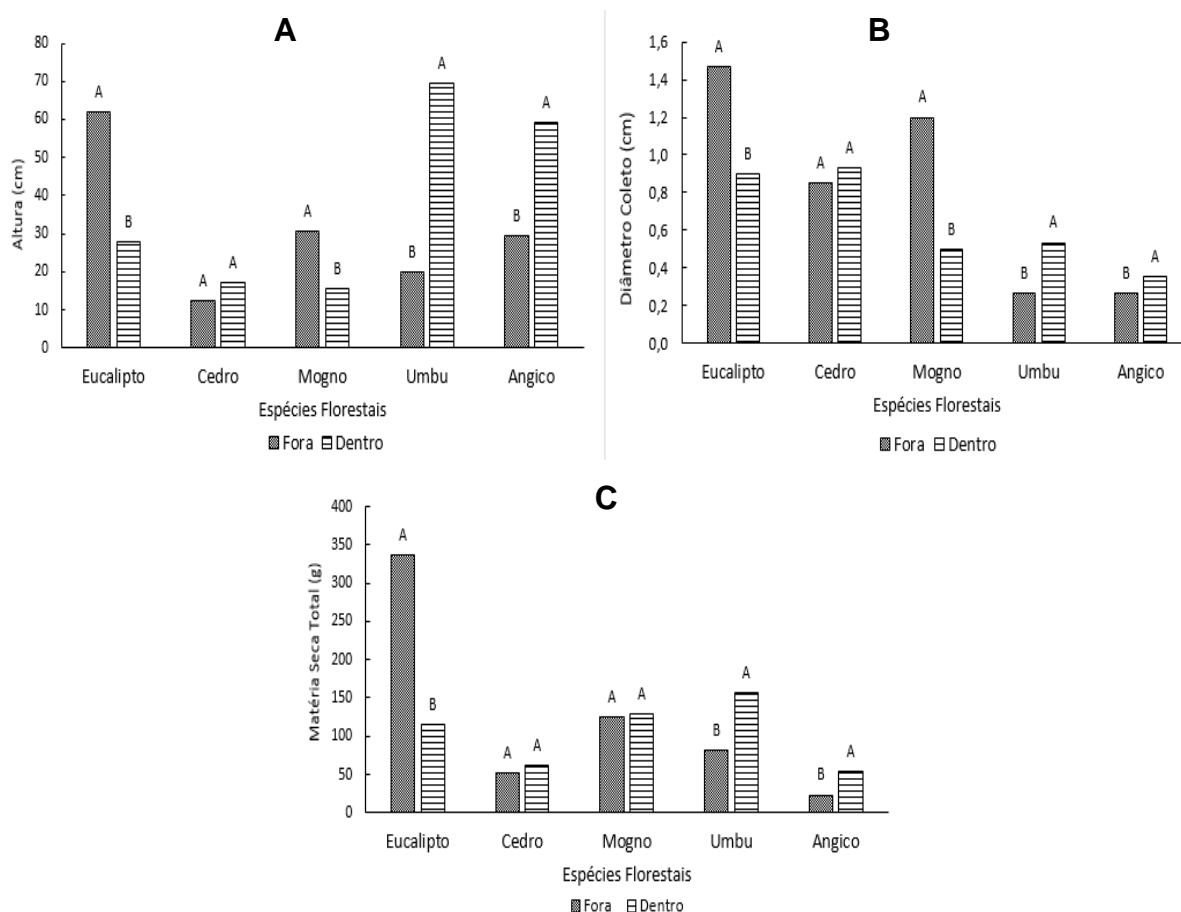 A
80
70
60
50
40
30
20
10
0
Altura (cm)
A
B
A
A
A
B
B
A
B
A
Eucalipto Cedro Mogno Umbu Angico
Espécies Florestais
Fora Dentro
B
1,6
1,4
1,2
1,0
0,8
0,6
0,4
0,2
0,0
Diâmetro Coleto (cm)
A
B
A
A
A
B
B
A
B
A
Eucalipto Cedro Mogno Umbu Angico
Espécies Florestais
Fora Dentro
C
400
350
300
250
200
150
100
50
0
Matéria Seca Total (g)
A
B
A
A
A
A
B
A
B
A
Eucalipto Cedro Mogno Umbu Angico
Espécies Florestais
Fora Dentro